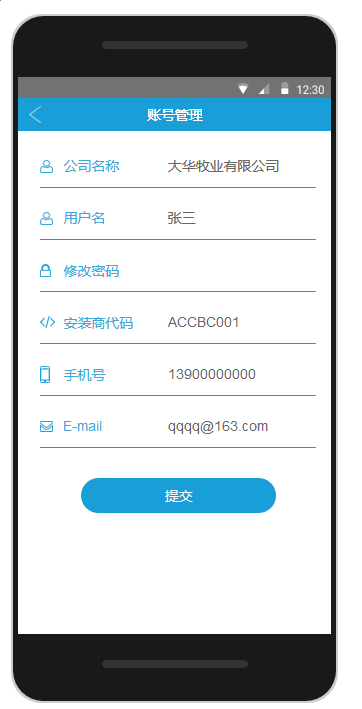 12:30
账号管理
公司名称 大华牧业有限公司
用户名 张三
修改密码
安装商代码 ACCBC001
手机号 13900000000
E-mail qqqq@163.com
提交